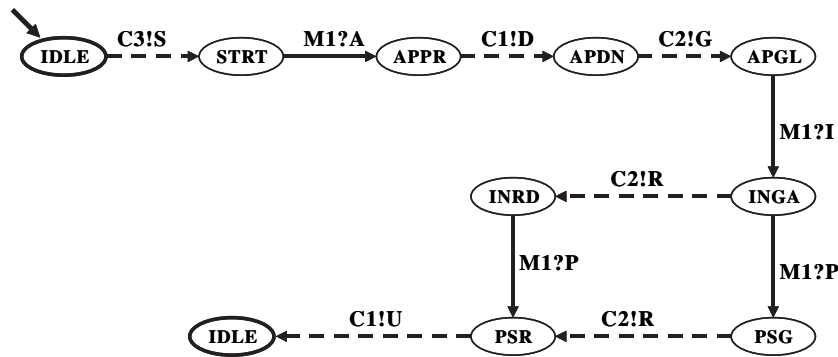 C3!S M1?A C1!D C2!G
IDLE STRT APPR APDN APGL
M1?I
C2!R
INRD INGA
M1?P M1?P
C1!U C2!R
IDLE PSR PSG